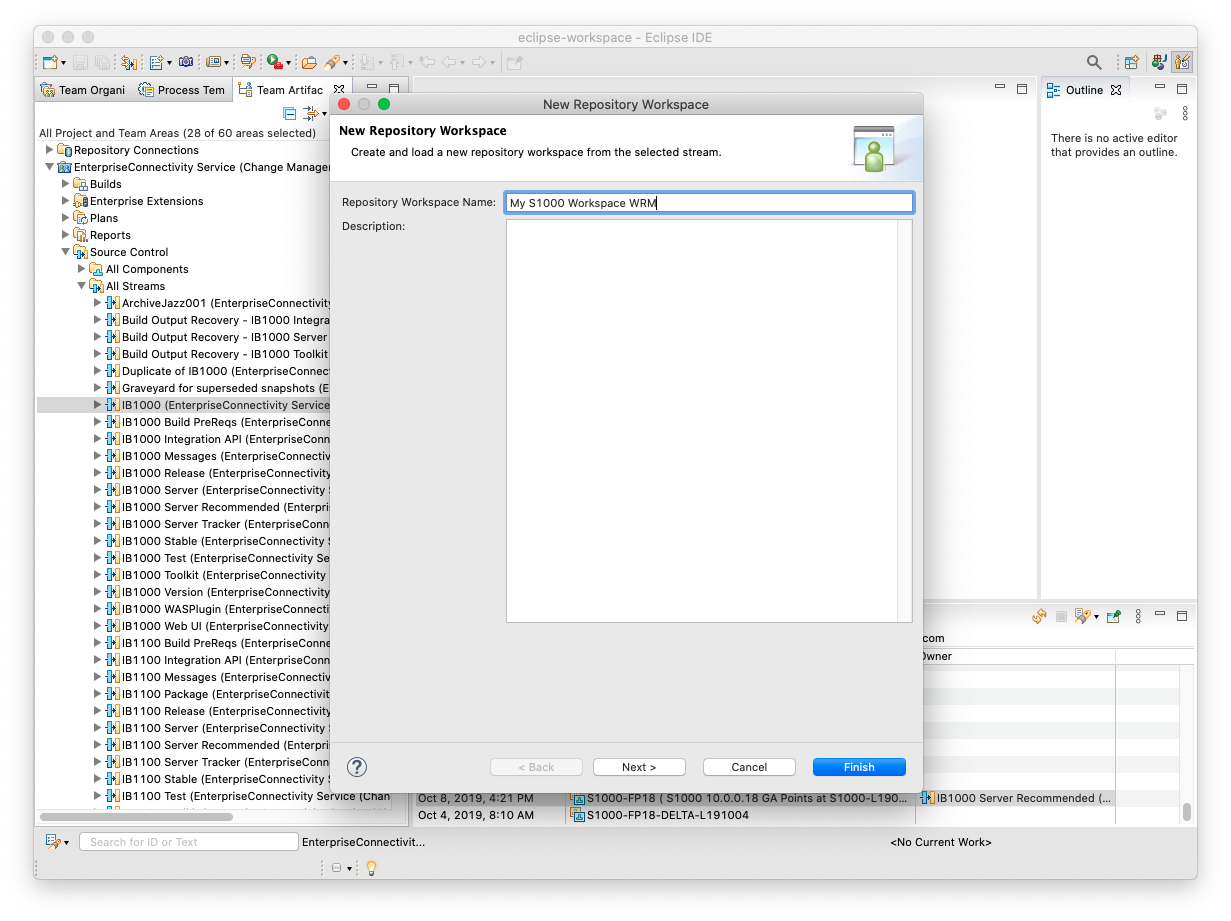 eclipse-workspace - Eclipse IDE
Team Organi
Process Tem
Team Artifac
Outline
All Project and Team Areas (28 of 60 areas selected)
There is no active editor
that provides an outline.
Repository Connections
EnterpriseConnectivity Service (Change Manager
Builds
Enterprise Extensions
Plans
Reports
Source Control
All Components
All Streams
ArchiveJazz001 (EnterpriseConnectivity
Build Output Recovery - IB1000 Integra
Build Output Recovery - IB1000 Server
Build Output Recovery - IB1000 Toolkit
Duplicate of IB1000 (EnterpriseConnec
Graveyard for superseded snapshots (E
IB1000 (EnterpriseConnectivity Service
IB1000 Build PreReqs (EnterpriseConne
IB1000 Integration API (EnterpriseConn
IB1000 Messages (EnterpriseConnectiv
IB1000 Release (EnterpriseConnectivity
IB1000 Server (EnterpriseConnectivity S
IB1000 Server Recommended (Enterpri
IB1000 Server Tracker (EnterpriseConn
IB1000 Stable (EnterpriseConnectivity S
IB1000 Test (EnterpriseConnectivity Se
IB1000 Toolkit (EnterpriseConnectivity
IB1000 Version (EnterpriseConnectivity
IB1000 WASPlugin (EnterpriseConnecti
IB1000 Web UI (EnterpriseConnectivity
IB1100 Build PreReqs (EnterpriseConne
IB1100 Integration API (EnterpriseConn
IB1100 Messages (EnterpriseConnectiv
IB1100 Package (EnterpriseConnectivit
IB1100 Release (EnterpriseConnectivity
IB1100 Server (EnterpriseConnectivity S
IB1100 Server Recommended (Enterpri
IB1100 Server Tracker (EnterpriseConn
IB1100 Stable (EnterpriseConnectivity S
IB1100 Test (EnterpriseConnectivity Service (Chan
New Repository Workspace
New Repository Workspace
Create and load a new repository workspace from the selected stream.
Repository Workspace Name: My S1000 Workspace WRM
Description:
?
< Back
Next >
Cancel
Finish
com
Owner
Oct 8, 2019, 4:21 PM S1000-FP18 ( S1000 10.0.0.18 GA Points at S1000-L190... IB1000 Server Recommended (...
Oct 4, 2019, 8:10 AM S1000-FP18-DELTA-L191004
Search for ID or Text
EnterpriseConnectivit...
<No Current Work>